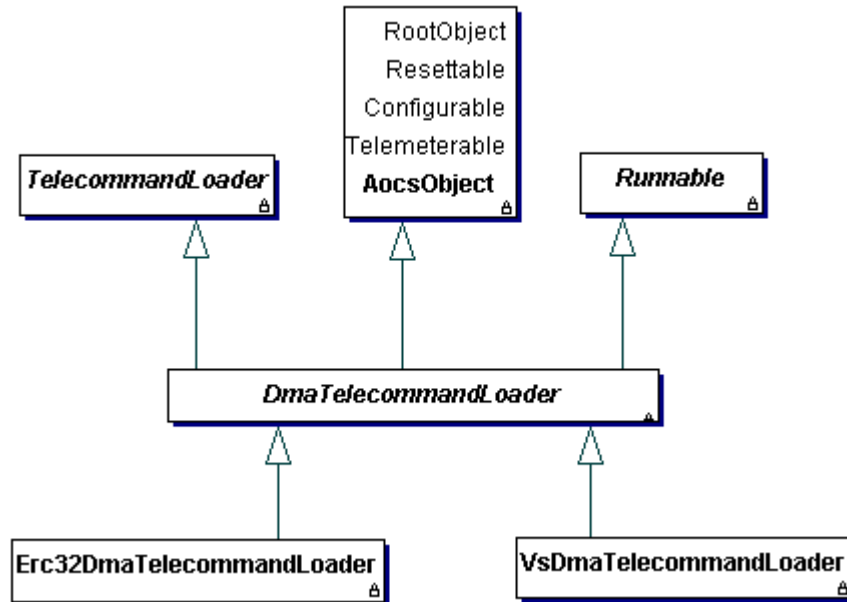 RootObject
Resettable
Configurable
Telemeterable
AocsObject
TelecommandLoader
Runnable
DmaTelecommandLoader
Erc32DmaTelecommandLoader
VsDmaTelecommandLoader